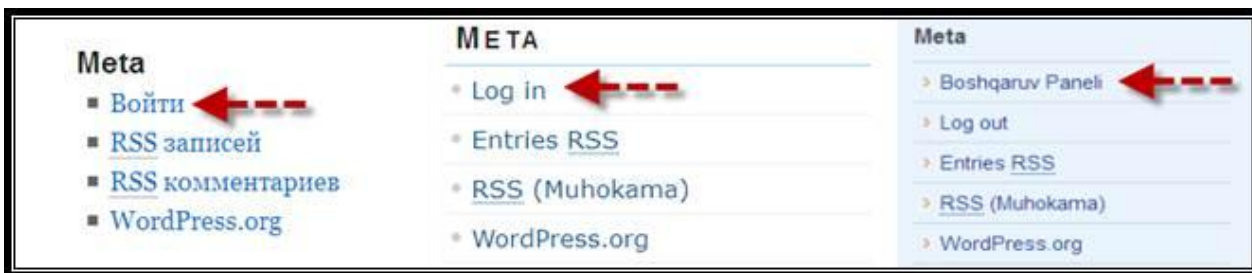 Meta
Войти
RSS записей
RSS комментариев
WordPress.org
META
Log in
Entries RSS
RSS (Muhokama)
WordPress.org
Meta
Boshqaruv Paneli
Log out
Entries RSS
RSS (Muhokama)
WordPress.org